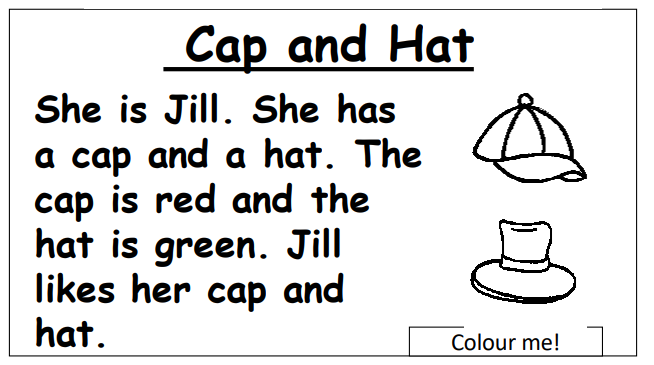 Cap and Hat
She is Jill. She has
a cap and a hat. The
cap is red and the
hat is green. Jill
likes her cap and
hat.
Colour me!